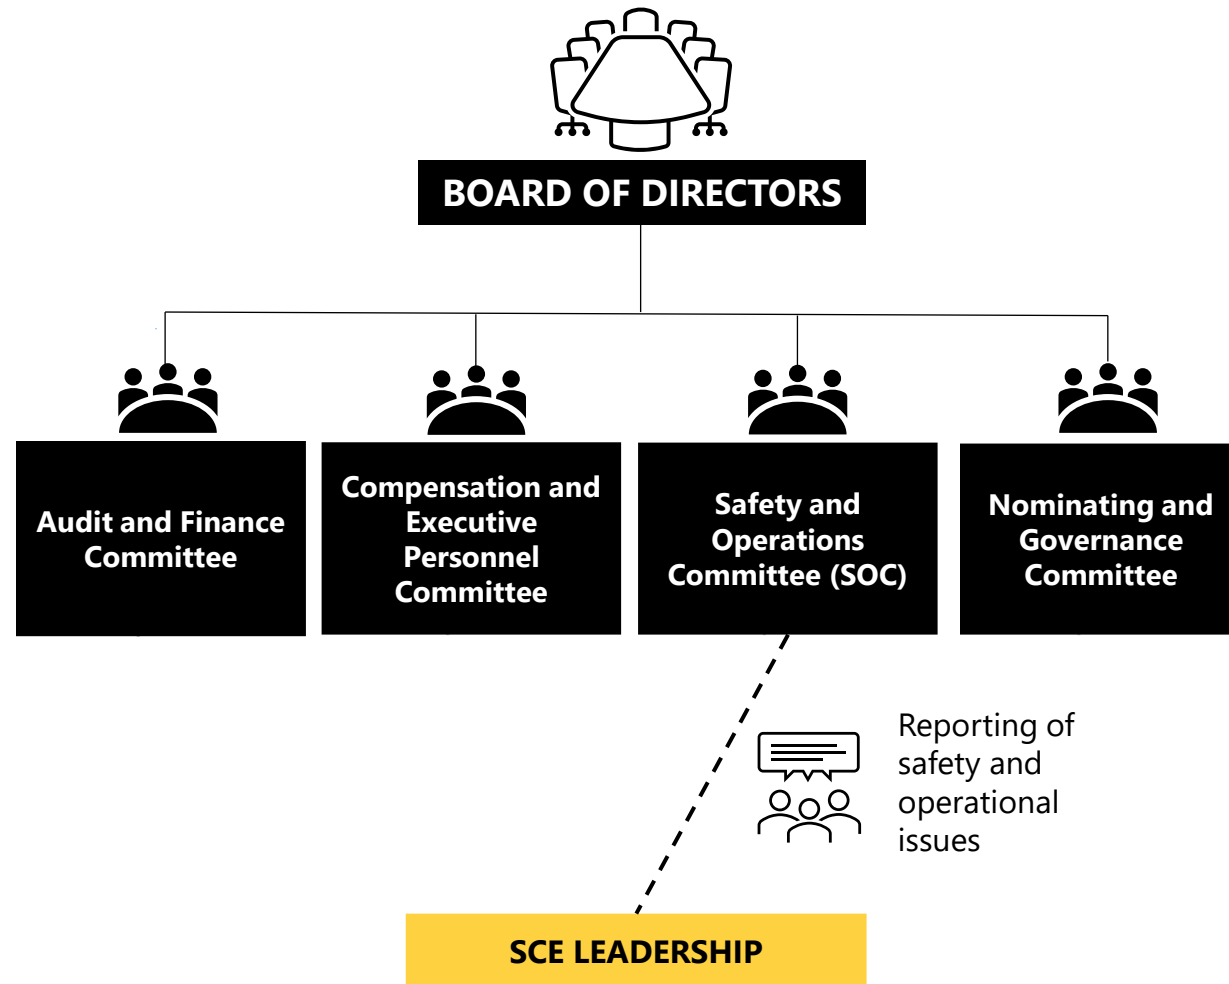 BOARD OF DIRECTORS
Audit and Finance
Committee
Compensation and
Executive
Personnel
Committee
Safety and
Operations
Committee (SOC)
Nominating and
Governance
Committee
Reporting of
safety and
operational
issues
SCE LEADERSHIP